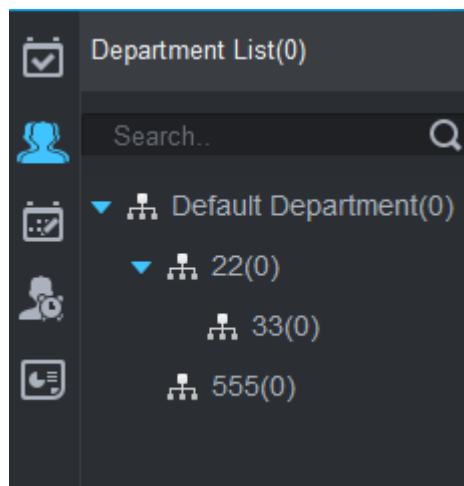 Department List(0)
Search..
Default Department(0)
22(0)
33(0)
555(0)